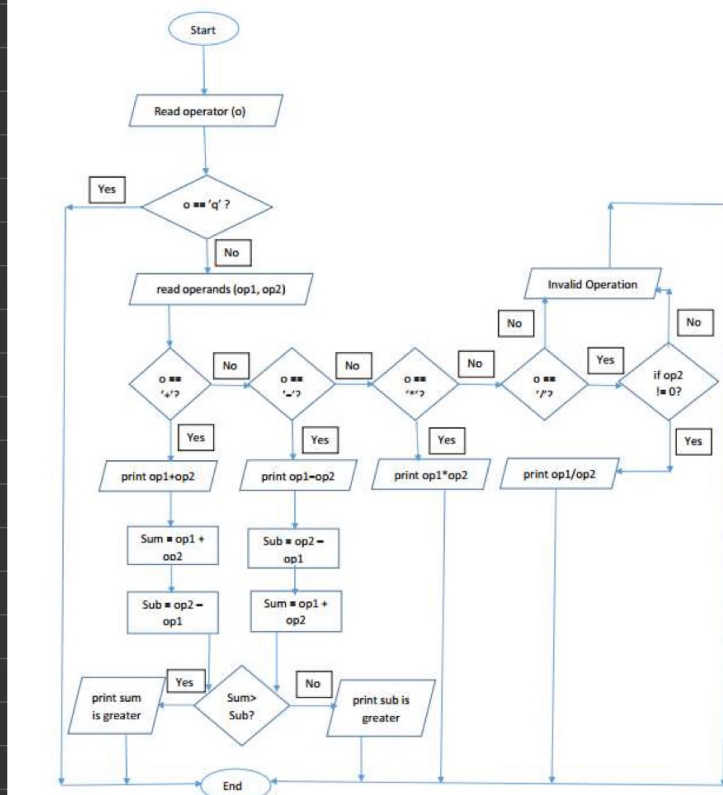 Start
Read operator (o)
Yes
o == 'q' ?
No
read operands (op1, op2)
Invalid Operation
No
No
o ==
'+'?
No
o ==
'-'?
No
o ==
'*'?
No
o ==
'/'?
Yes
if op2
!= 0?
Yes
Yes
Yes
Yes
print op1+op2
print op1-op2
print op1*op2
print op1/op2
Sum = op1 +
op2
Sub = op2 –
op1
Sub = op2 –
op1
Sum = op1 +
op2
Yes
No
print sum
is greater
Sum>
Sub?
print sub is
greater
End